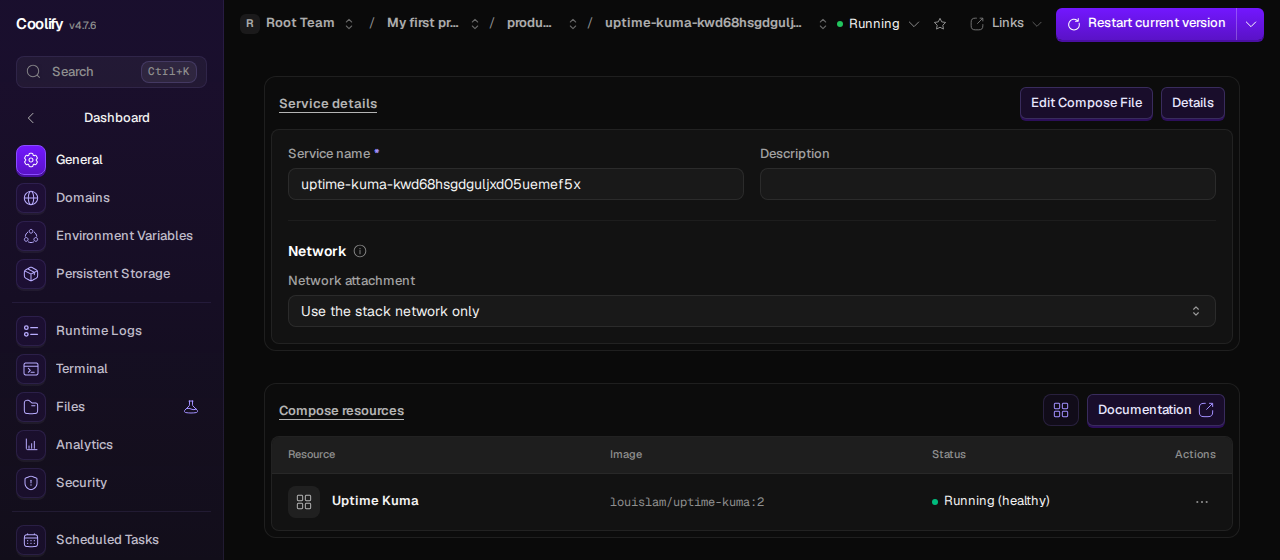 Coolify v4.7.6
R Root Team / My first pr... / produ... / uptime-kuma-kwd68hsgdgulj... Running Links Restart current version
Search Ctrl+K
Dashboard
General
Domains
Environment Variables
Persistent Storage
Runtime Logs
Terminal
Files
Analytics
Security
Scheduled Tasks
Service details
Edit Compose File Details
Service name * Description
uptime-kuma-kwd68hsgdguljxd05uemef5x
Network
Network attachment
Use the stack network only
Compose resources
Documentation
Resource Image Status Actions
Uptime Kuma louislam/uptime-kuma:2 Running (healthy) ...